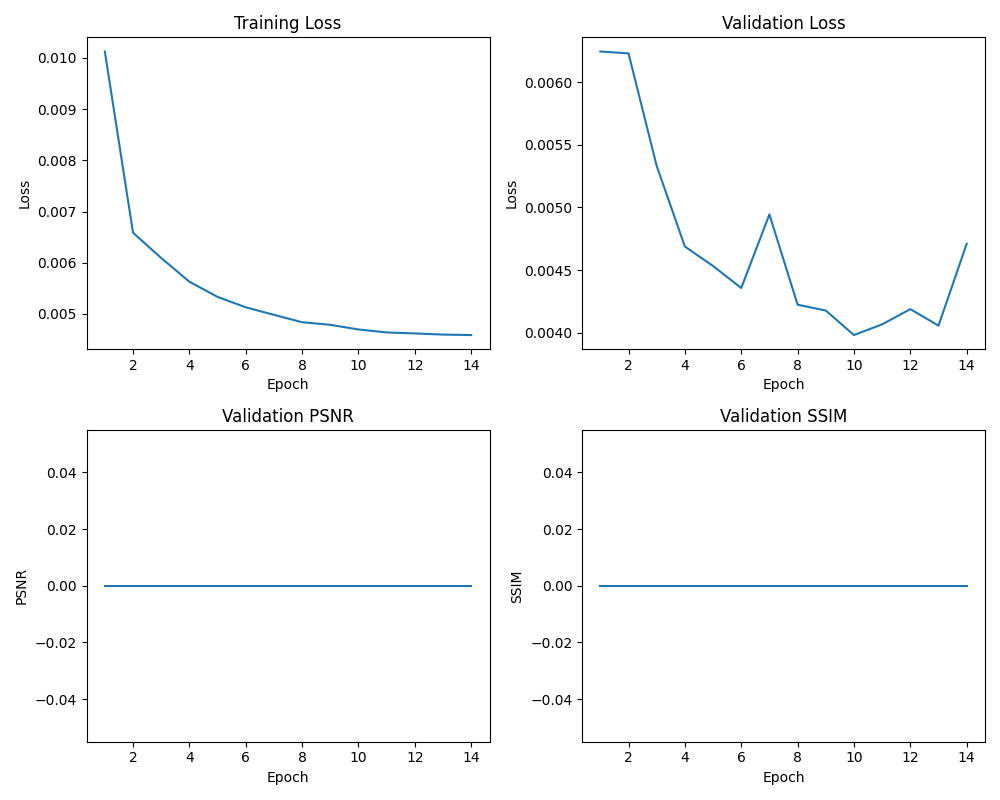 Training Loss
Validation Loss
0.010
0.009
0.008
0.007
0.006
0.005
Loss
2 4 6 8 10 12 14
Epoch
0.0060
0.0055
0.0050
0.0045
0.0040
Loss
2 4 6 8 10 12 14
Epoch
Validation PSNR
Validation SSIM
0.04
0.02
0.00
−0.02
−0.04
PSNR
2 4 6 8 10 12 14
Epoch
0.04
0.02
0.00
−0.02
−0.04
SSIM
2 4 6 8 10 12 14
Epoch